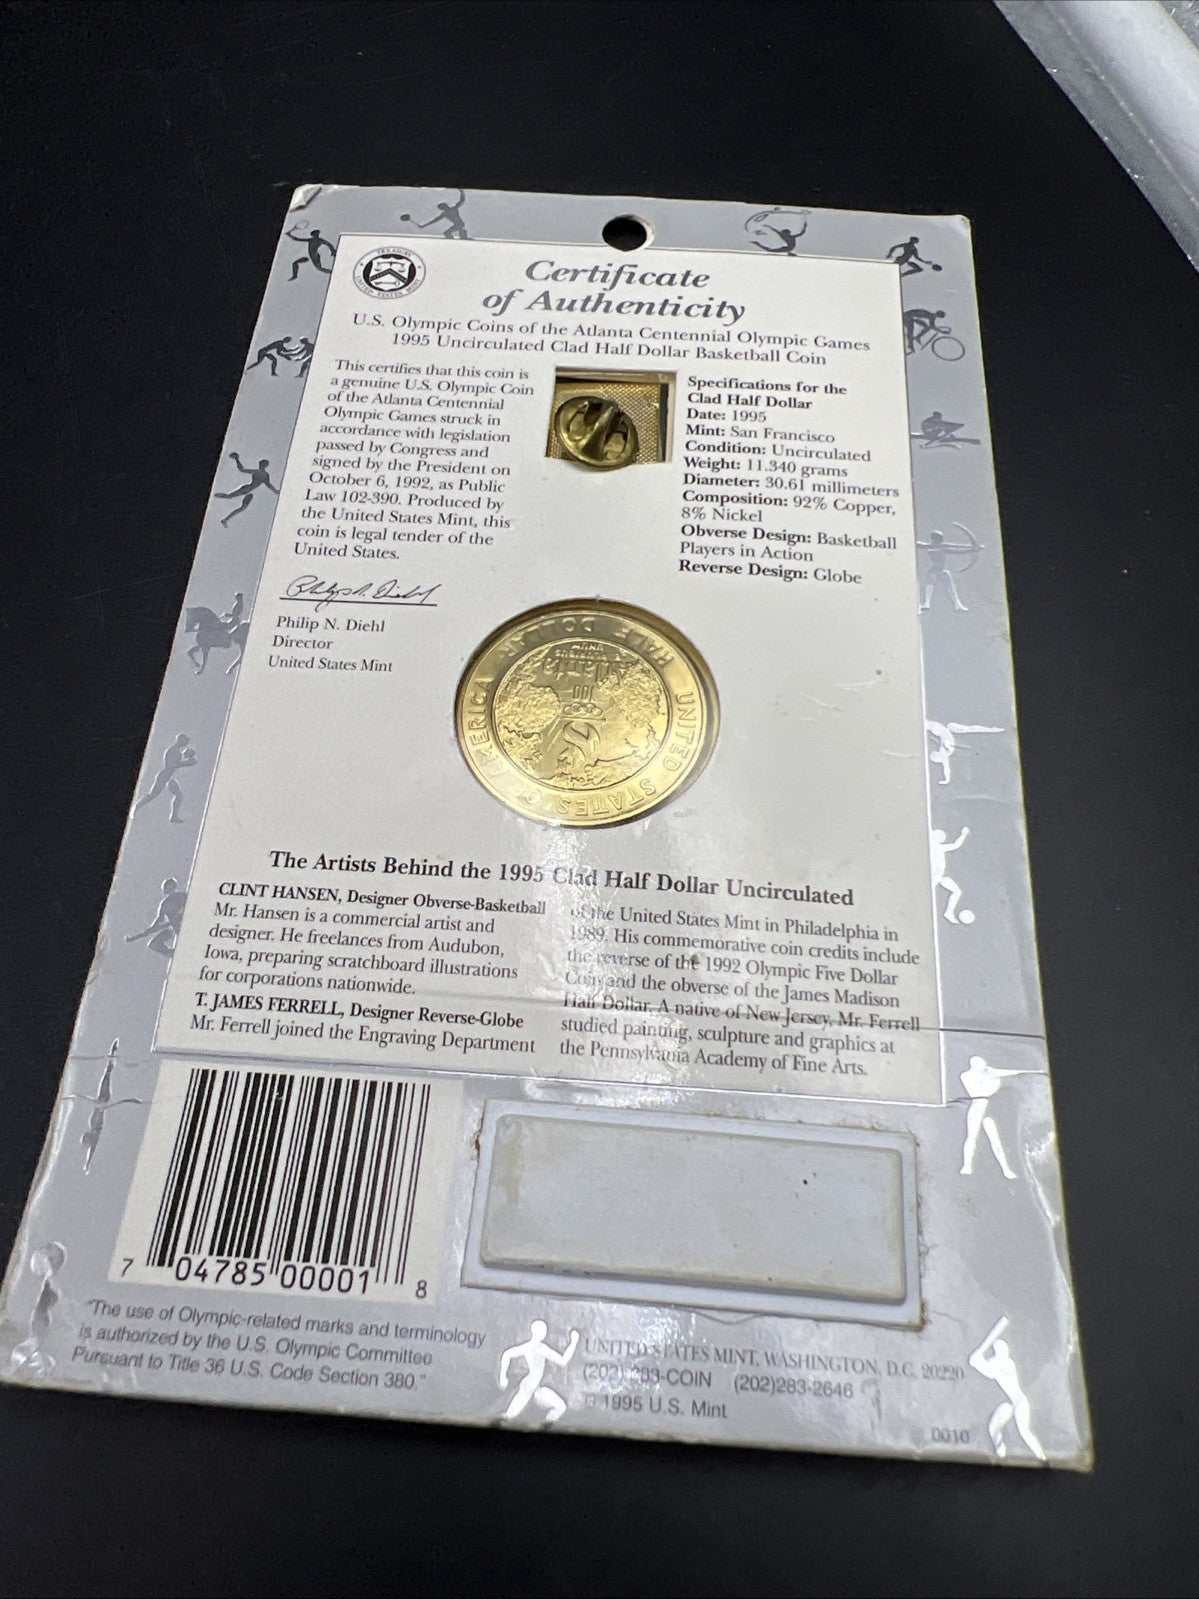 TREASURY
UNITED STATES MINT
Certificate
of Authenticity
U.S. Olympic Coins of the Atlanta Centennial Olympic Games
1995 Uncirculated Clad Half Dollar Basketball Coin
This certifies that this coin is
a genuine U.S. Olympic Coin
of the Atlanta Centennial
Olympic Games struck in
accordance with legislation
passed by Congress and
signed by the President on
October 6, 1992, as Public
Law 102-390. Produced by
the United States Mint, this
coin is legal tender of the
United States.
Philip N. Diehl
Philip N. Diehl
Director
United States Mint
Specifications for the
Clad Half Dollar
Date: 1995
Mint: San Francisco
Condition: Uncirculated
Weight: 11.340 grams
Diameter: 30.61 millimeters
Composition: 92% Copper,
8% Nickel
Obverse Design: Basketball
Players in Action
Reverse Design: Globe
UNITED STATES OF AMERICA
HALF DOLLAR
Atlanta
100
The Artists Behind the 1995 Clad Half Dollar Uncirculated
CLINT HANSEN, Designer Obverse-Basketball
Mr. Hansen is a commercial artist and
designer. He freelances from Audubon,
Iowa, preparing scratchboard illustrations
for corporations nationwide.
T. JAMES FERRELL, Designer Reverse-Globe
Mr. Ferrell joined the Engraving Department
of the United States Mint in Philadelphia in
1989. His commemorative coin credits include
the reverse of the 1992 Olympic Five Dollar
Coin and the obverse of the James Madison
Half Dollar. A native of New Jersey, Mr. Ferrell
studied painting, sculpture and graphics at
the Pennsylvania Academy of Fine Arts.
7 04785 00001 8
"The use of Olympic-related marks and terminology
is authorized by the U.S. Olympic Committee
Pursuant to Title 36 U.S. Code Section 380."
UNITED STATES MINT, WASHINGTON, D.C. 20220
(202) 283-COIN (202)283-2646
© 1995 U.S. Mint
0010